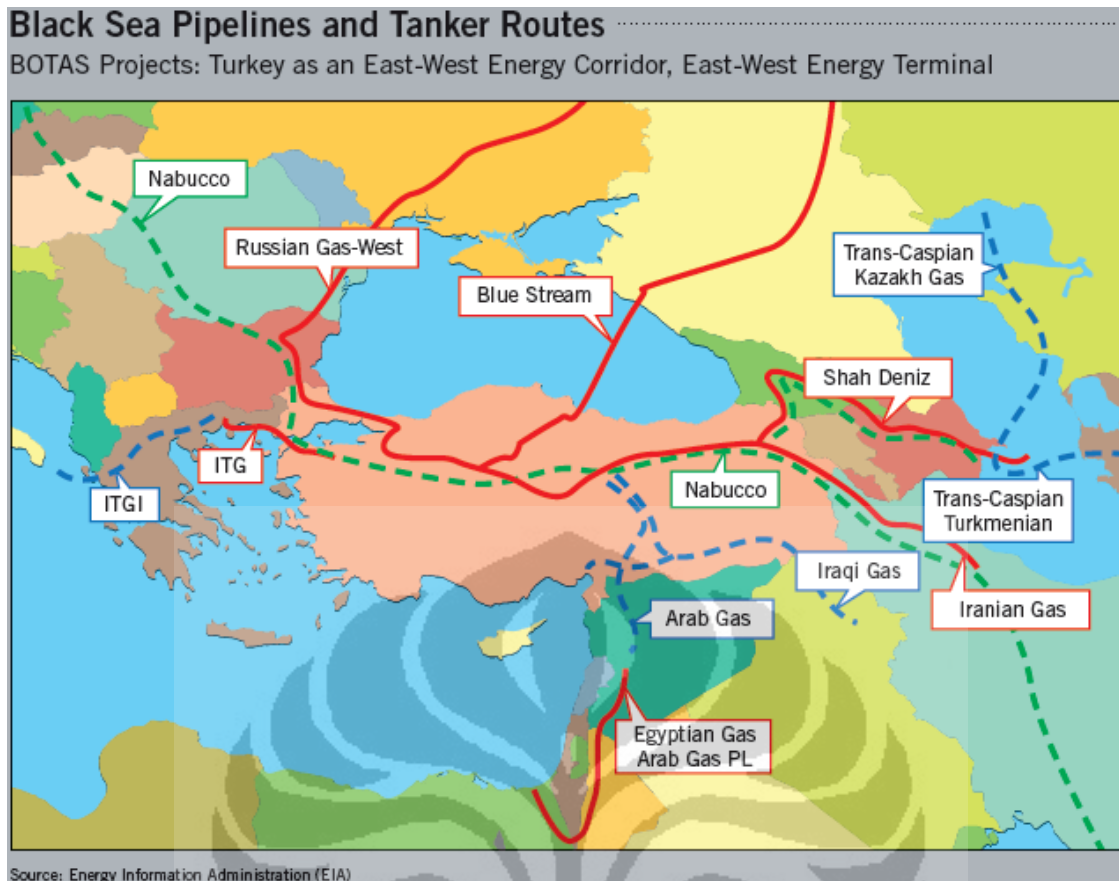 Black Sea Pipelines and Tanker Routes
BOTAS Projects: Turkey as an East-West Energy Corridor, East-West Energy Terminal
Nabucco
Russian Gas-West
Blue Stream
Trans-Caspian
Kazakh Gas
Shah Deniz
ITG
ITGI
Nabucco
Trans-Caspian
Turkmenian
Iraqi Gas
Iranian Gas
Arab Gas
Egyptian Gas
Arab Gas PL
Source: Energy Information Administration (EIA)